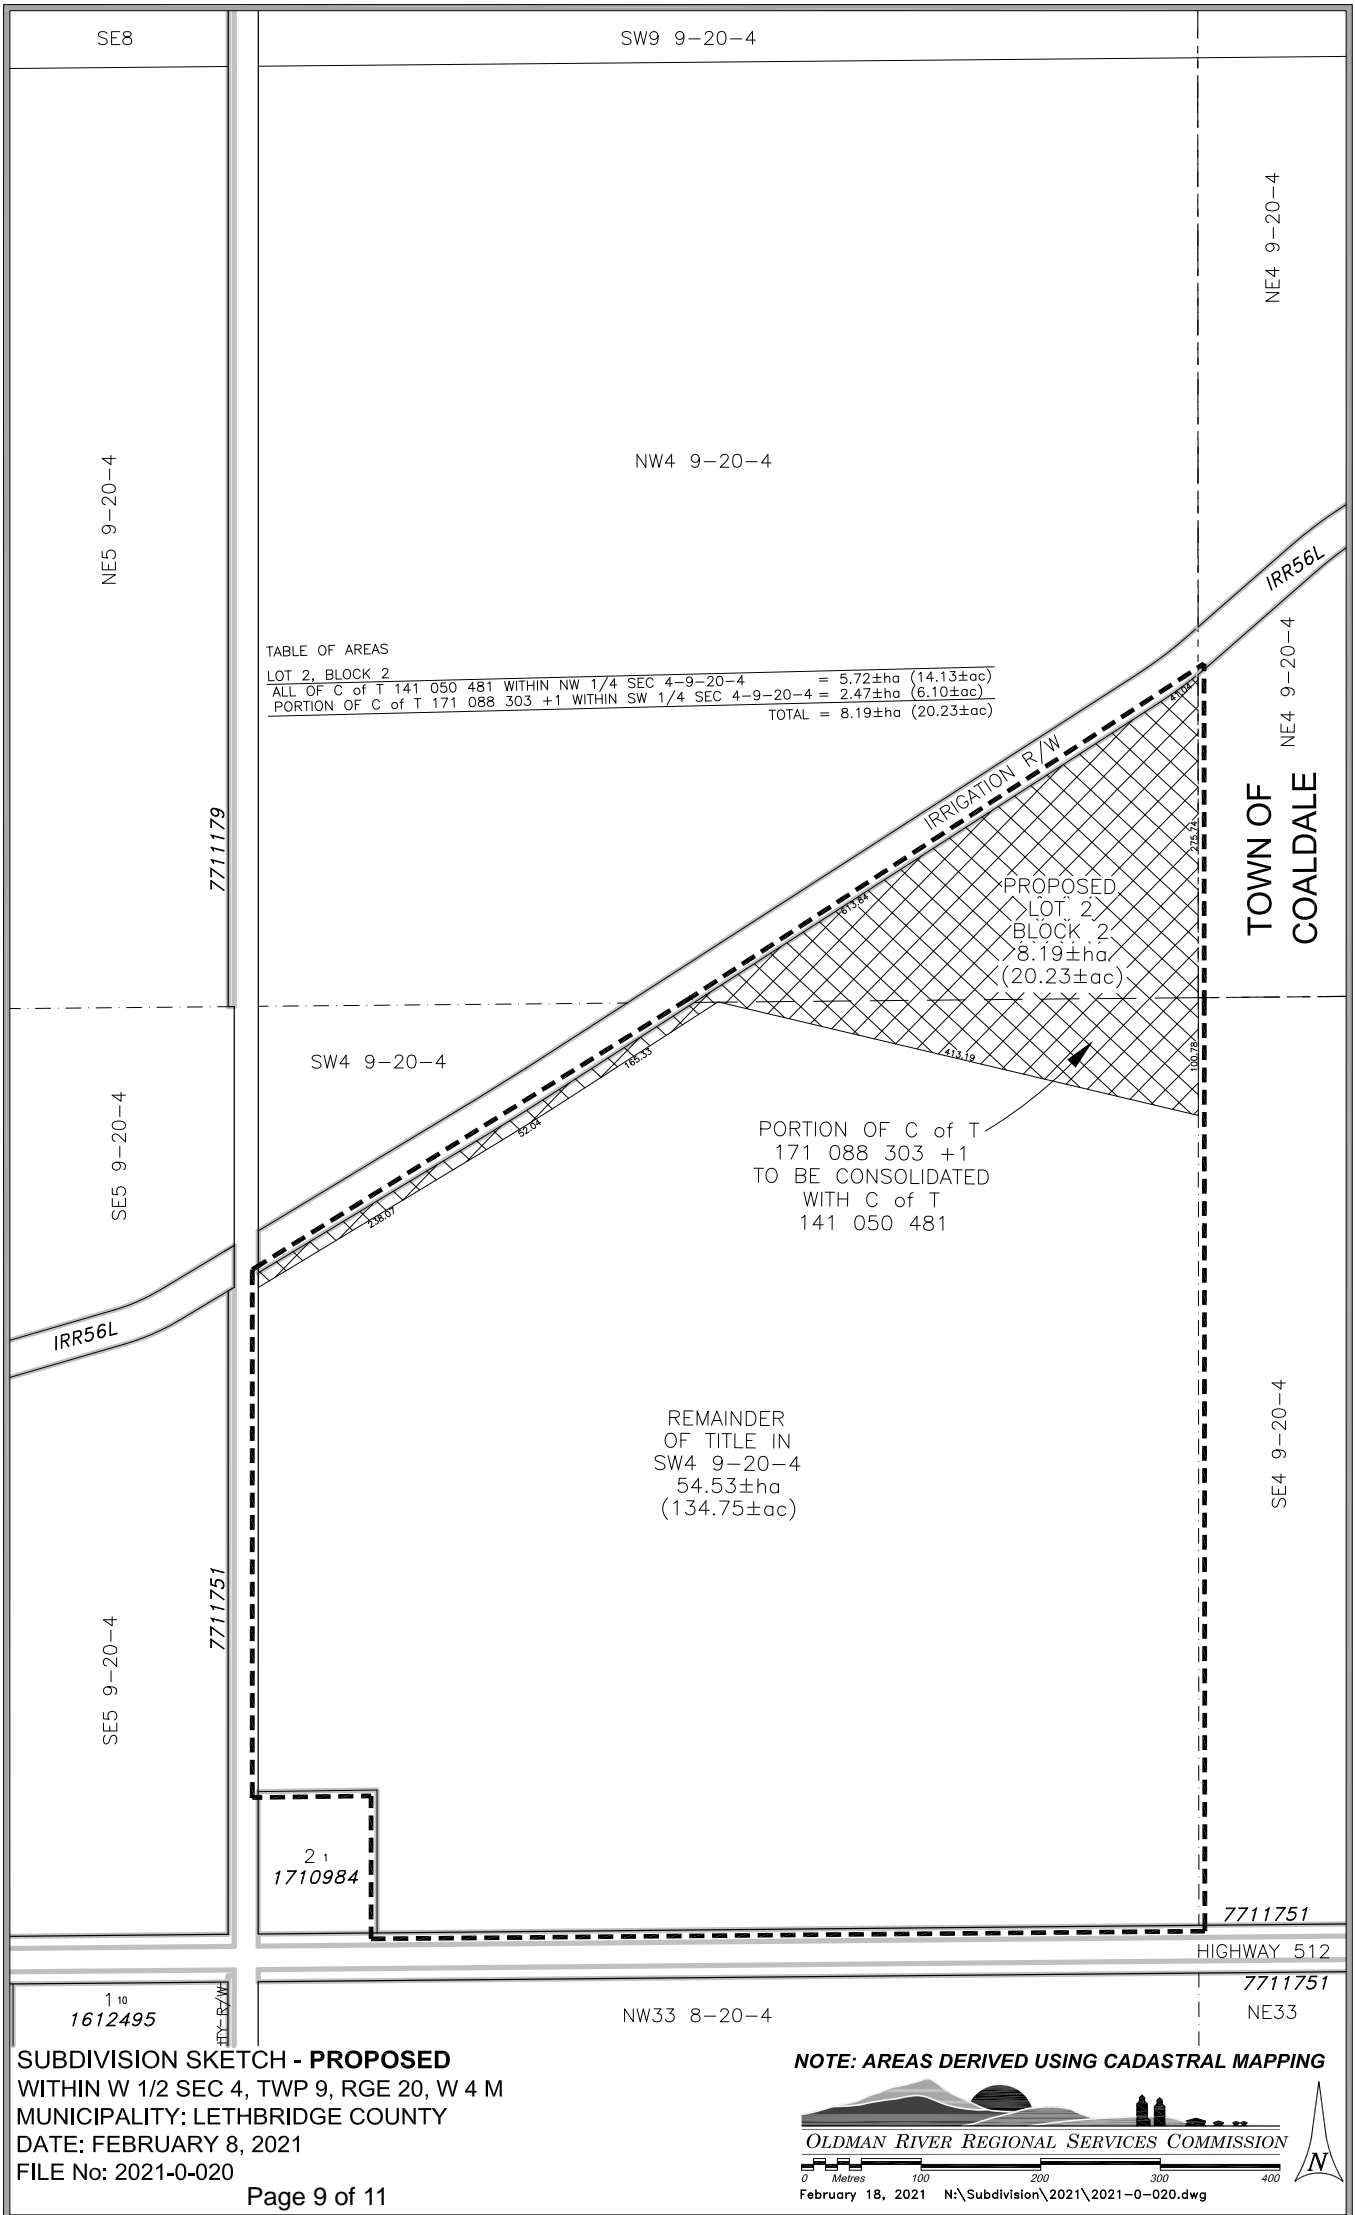 SE8
SW9 9-20-4
NE4 9-20-4
NE5 9-20-4
NW4 9-20-4
IRR56L
NE4 9-20-4
TABLE OF AREAS
LOT 2, BLOCK 2
ALL OF C of T 141 050 481 WITHIN NW 1/4 SEC 4-9-20-4 = 5.72±ha (14.13±ac)
PORTION OF C of T 171 088 303 +1 WITHIN SW 1/4 SEC 4-9-20-4 = 2.47±ha (6.10±ac)
TOTAL = 8.19±ha (20.23±ac)
IRRIGATION R/W
7711179
275.74
TOWN OF
COALDALE
613.84
PROPOSED
LOT 2
BLOCK 2
8.19±ha
(20.23±ac)
SW4 9-20-4
165.33
413.19
100.78
52.04
SE5 9-20-4
PORTION OF C of T
171 088 303 +1
TO BE CONSOLIDATED
WITH C of T
141 050 481
238.07
IRR56L
REMAINDER
OF TITLE IN
SW4 9-20-4
54.53±ha
(134.75±ac)
SE4 9-20-4
7711751
SE5 9-20-4
2 1
1710984
7711751
HIGHWAY 512
7711751
1 10
1612495
TY R/W
NW33 8-20-4
NE33
SUBDIVISION SKETCH - PROPOSED
WITHIN W 1/2 SEC 4, TWP 9, RGE 20, W 4 M
MUNICIPALITY: LETHBRIDGE COUNTY
DATE: FEBRUARY 8, 2021
FILE No: 2021-0-020
Page 9 of 11
NOTE: AREAS DERIVED USING CADASTRAL MAPPING
OLDMAN RIVER REGIONAL SERVICES COMMISSION
0 Metres 100 200 300 400
February 18, 2021 N:\Subdivision\2021\2021-0-020.dwg
N